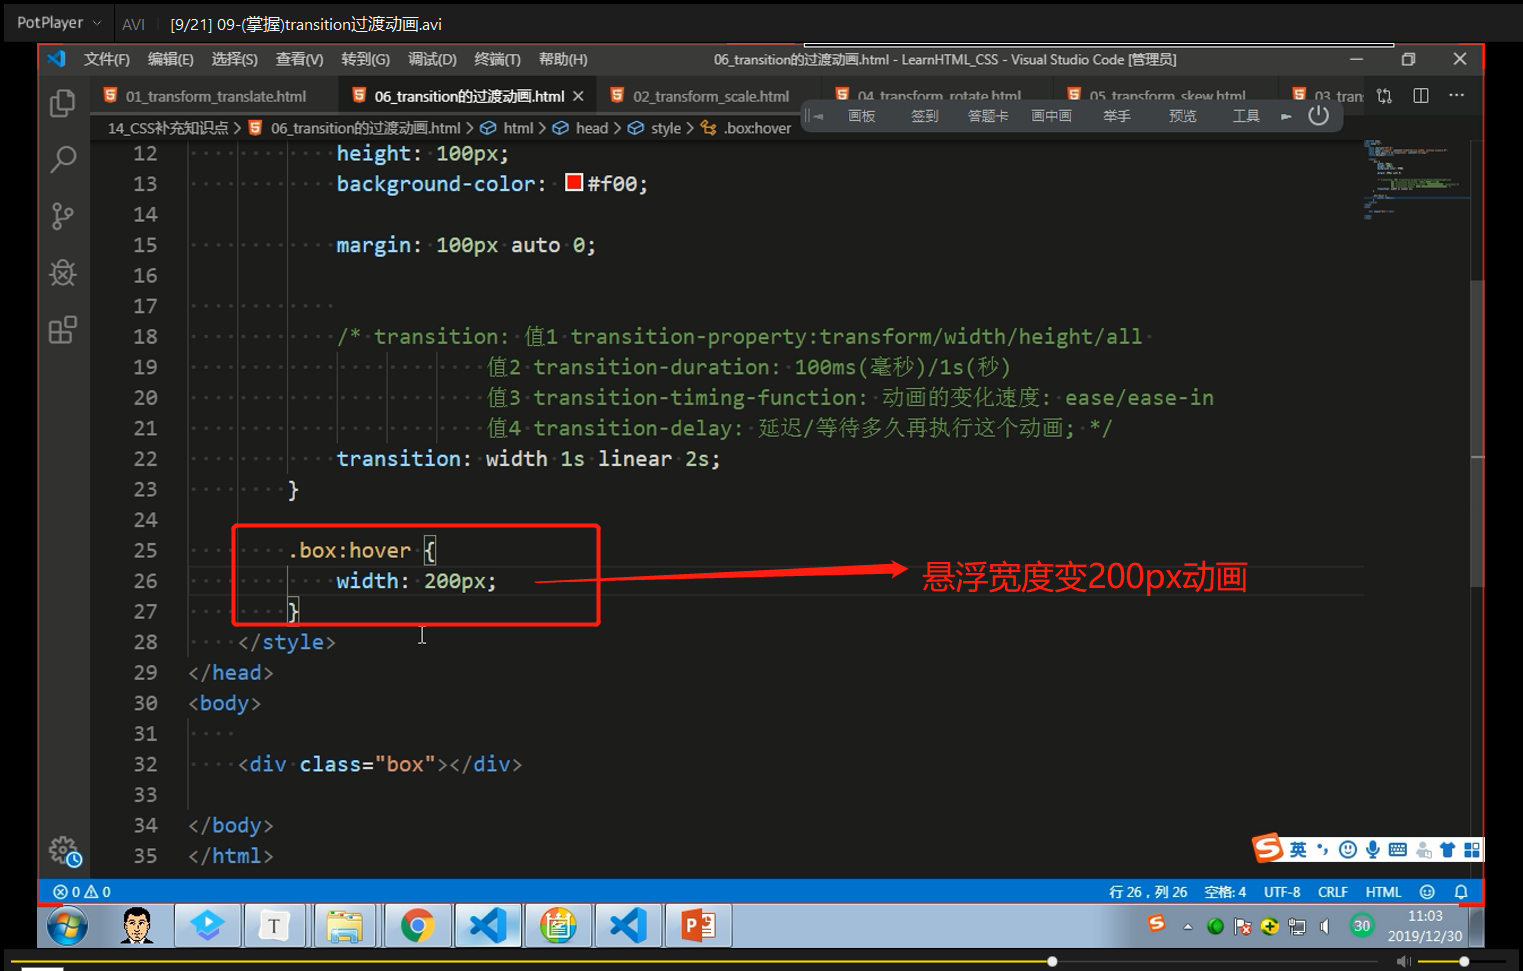 PotPlayer AVI [9/21] 09-(掌握)transition过渡动画.avi
文件(F) 编辑(E) 选择(S) 查看(V) 转到(G) 调试(D) 终端(T) 帮助(H) 06_transition的过渡动画.html - LearnHTML_CSS - Visual Studio Code [管理员]
01_transform_translate.html 06_transition的过渡动画.html 02_transform_scale.html 04_transform_rotate.html 05_transform_skew.html 03_tran
画板 签到 答题卡 画中画 举手 预览 工具
14_CSS补充知识点 > 06_transition的过渡动画.html > html > head > style > .box:hover
12 height: 100px;
13 background-color: #f00;
14
15 margin: 100px auto 0;
16
17
18 /* transition: 值1 transition-property:transform/width/height/all
19 值2 transition-duration: 100ms(毫秒)/1s(秒)
20 值3 transition-timing-function: 动画的变化速度: ease/ease-in
21 值4 transition-delay: 延迟/等待多久再执行这个动画; */
22 transition: width 1s linear 2s;
23 }
24
25 .box:hover {
26 width: 200px;
悬浮宽度变200px动画
27 }
28 </style>
29 </head>
30 <body>
31
32 <div class="box"></div>
33
34 </body>
35 </html>
英
0 0 行 26，列 26 空格: 4 UTF-8 CRLF HTML
T 30 11:03
2019/12/30